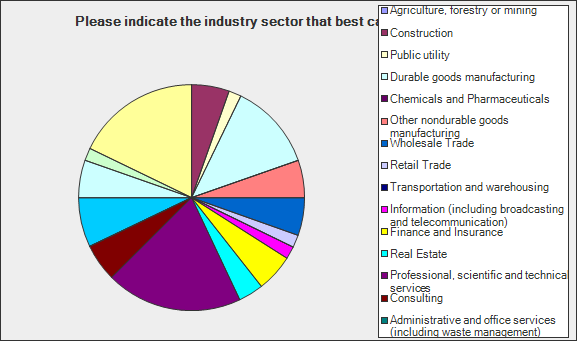 Please indicate the industry sector that best ca
Agriculture, forestry or mining
Construction
Public utility
Durable goods manufacturing
Chemicals and Pharmaceuticals
Other nondurable goods
manufacturing
Wholesale Trade
Retail Trade
Transportation and warehousing
Information (including broadcasting
and telecommunication)
Finance and Insurance
Real Estate
Professional, scientific and technical
services
Consulting
Administrative and office services
(including waste management)